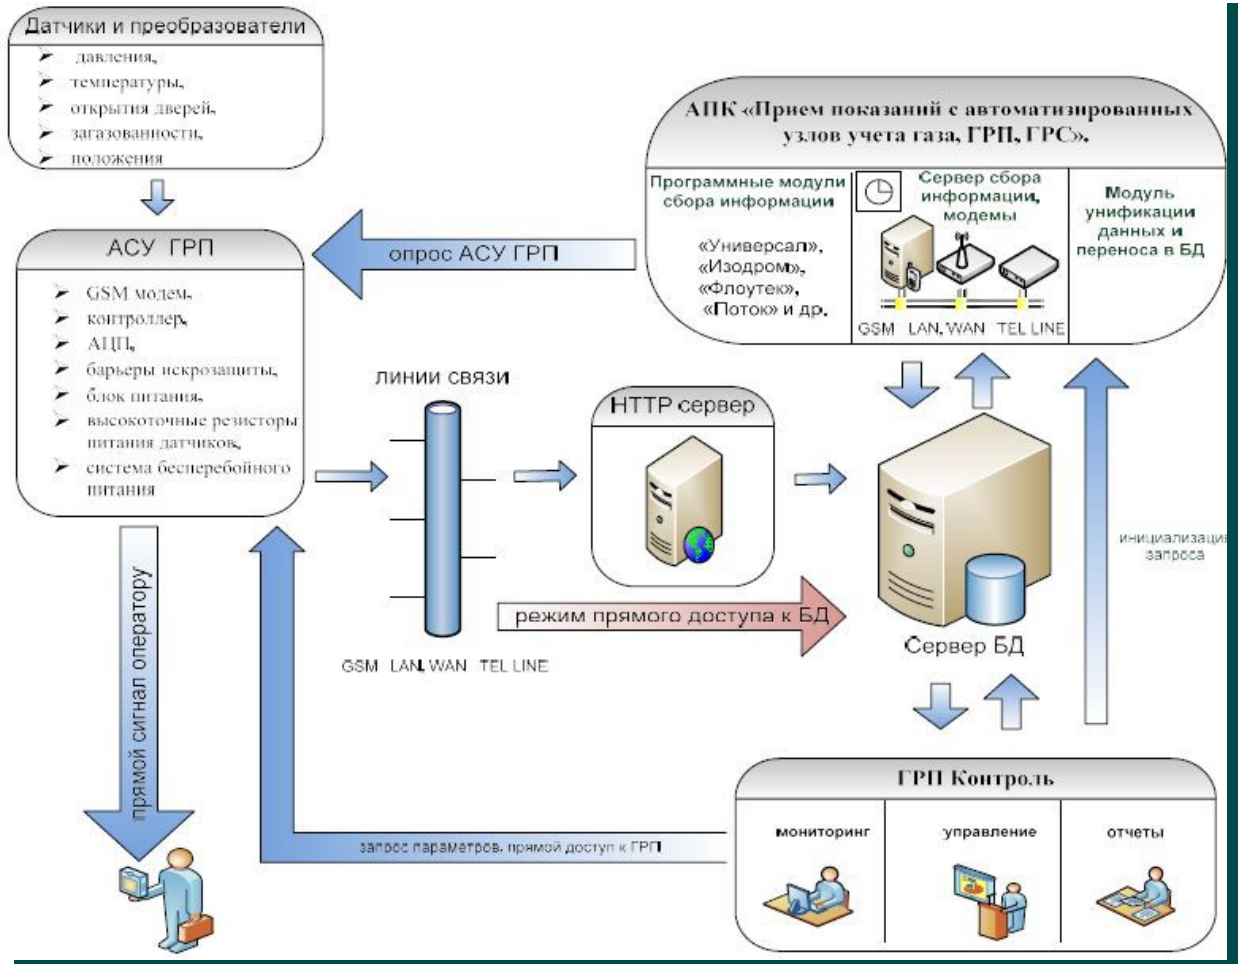 Датчики и преобразователи
давления,
температуры,
открытия дверей,
загазованности,
положения
АПК «Прием показаний с автоматизированных
узлов учета газа, ГРП, ГРС».
Программные модули
сбора информации
«Универсал»,
«Изодром»,
«Флоутек»,
«Поток» и др.
Сервер сбора
информации,
модемы
GSM LAN, WAN TEL LINE
Модуль
унификации
данных и
переноса в БД
АСУ ГРП
GSM модем,
контроллер,
АЦП,
барьеры искрозащиты,
блок питания,
высокоточные резисторы
питания датчиков,
система бесперебойного
питания
опрос АСУ ГРП
ЛИНИИ СВЯЗИ
GSM LAN, WAN TEL LINE
HTTP сервер
режим прямого доступа к БД
Сервер БД
инициализация
запроса
прямой сигнал оператору
запрос параметров, прямой доступ к ГРП
ГРП Контроль
мониторинг
управление
отчеты